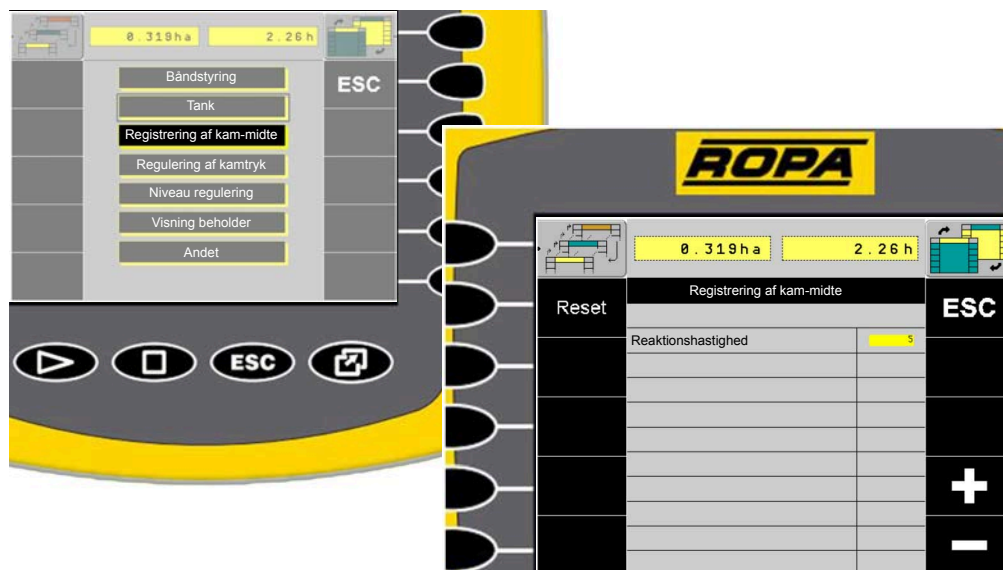 0.319ha 2.26h
Båndstyring
ESC
Tank
Registrering af kam-midte
Regulering af kamtryk
Niveau regulering
Visning beholder
Andet
ESC
ROPA
0.319ha 2.26h
Reset
Registrering af kam-midte
ESC
Reaktionshastighed 5